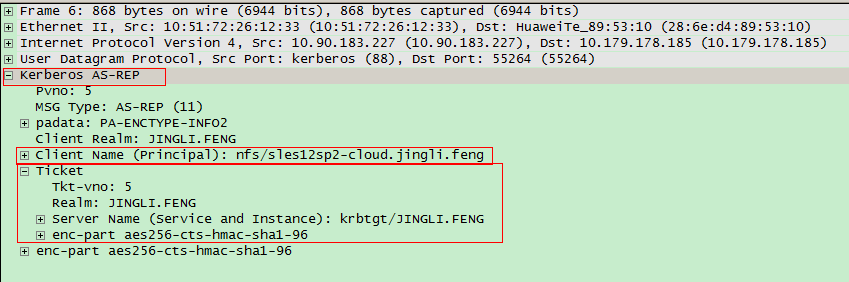 Frame 6: 868 bytes on wire (6944 bits), 868 bytes captured (6944 bits)
Ethernet II, Src: 10:51:72:26:12:33 (10:51:72:26:12:33), Dst: HuaweiTe_89:53:10 (28:6e:d4:89:53:10)
Internet Protocol Version 4, Src: 10.90.183.227 (10.90.183.227), Dst: 10.179.178.185 (10.179.178.185)
User Datagram Protocol, Src Port: kerberos (88), Dst Port: 55264 (55264)
Kerberos AS-REP
Pvno: 5
MSG Type: AS-REP (11)
padata: PA-ENCTYPE-INFO2
Client Realm: JINGLI.FENG
Client Name (Principal): nfs/sles12sp2-cloud.jingli.feng
Ticket
Tkt-vno: 5
Realm: JINGLI.FENG
Server Name (Service and Instance): krbtgt/JINGLI.FENG
enc-part aes256-cts-hmac-sha1-96
enc-part aes256-cts-hmac-sha1-96